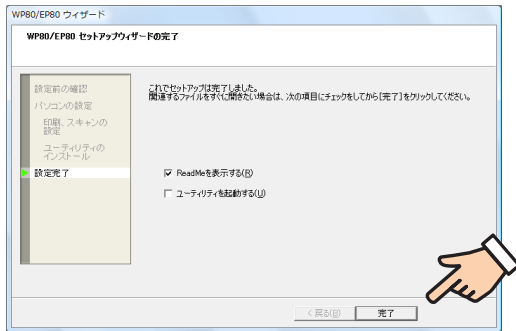 WP80/EP80 ウィザード
WP80/EP80 セットアップウィザードの完了
設定前の確認
パソコンの設定
印刷、スキャンの
設定
ユーティリティの
インストール
設定完了
これでセットアップは完了しました。
関連するファイルをすぐに開きたい場合は、次の項目にチェックをしてから[完了]をクリックしてください。
ReadMeを表示する(R)
ユーティリティを起動する(U)
< 戻る(B)
完了